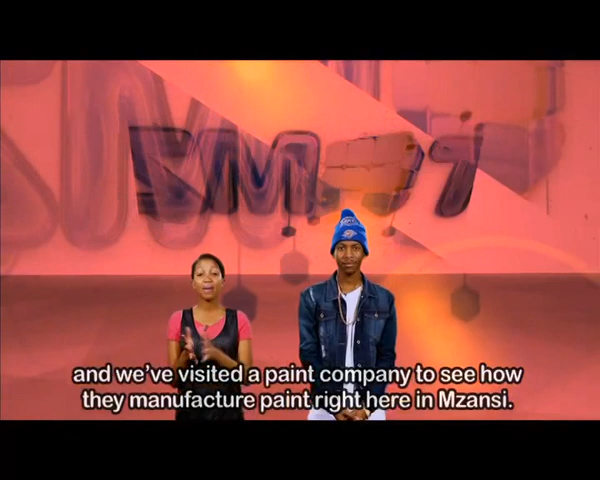 and we've visited a paint company to see how
they manufacture paint right here in Mzansi.